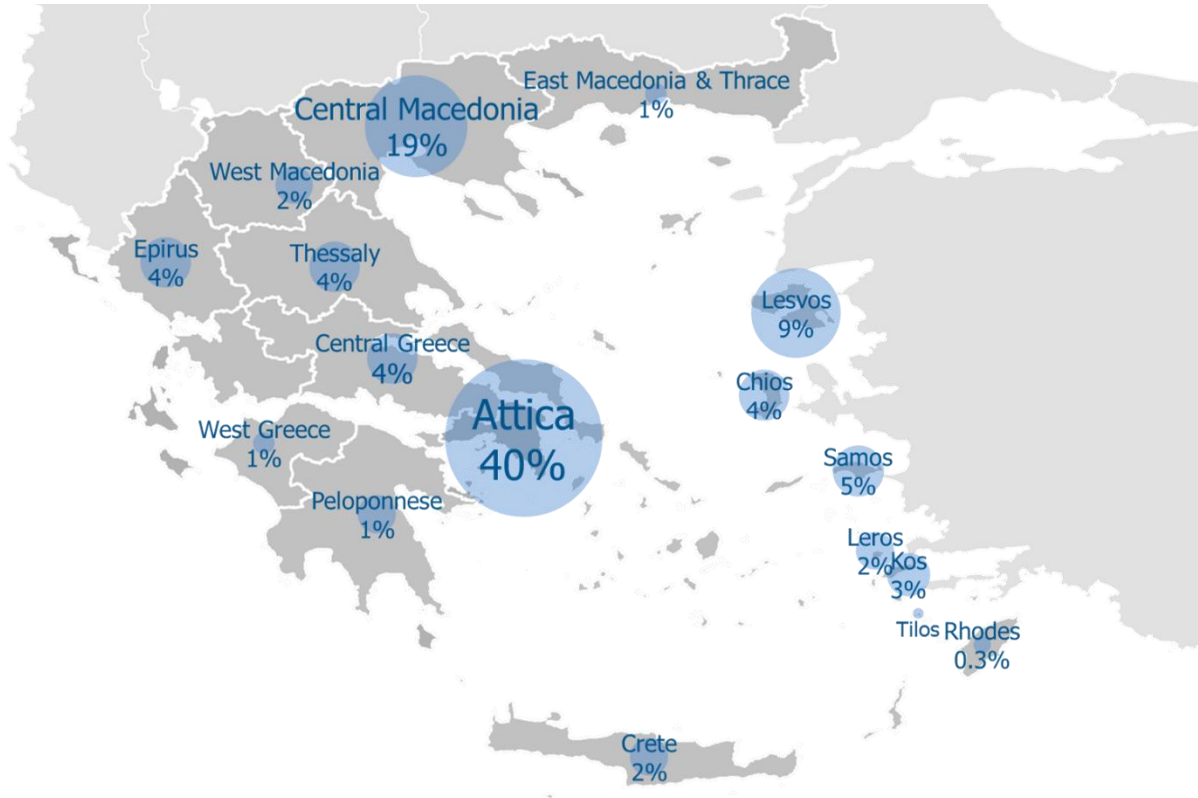 East Macedonia & Thrace
1%
Central Macedonia
19%
West Macedonia
2%
Epirus
4%
Thessaly
4%
Lesvos
9%
Central Greece
4%
Chios
4%
Attica
40%
West Greece
1%
Samos
5%
Peloponnese
1%
Leros
2%
Kos
3%
Tilos
Rhodes
0.3%
Crete
2%